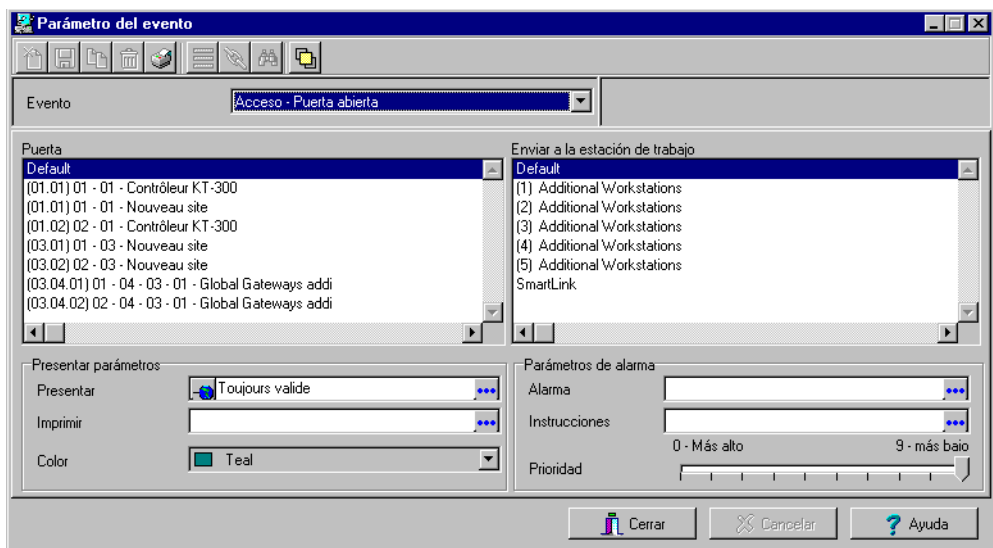 Parámetro del evento
Evento
Acceso - Puerta abierta
Puerta
Default
(01.01) 01 - 01 - Contrôleur KT-300
(01.01) 01 - 01 - Nouveau site
(01.02) 02 - 01 - Contrôleur KT-300
(03.01) 01 - 03 - Nouveau site
(03.02) 02 - 03 - Nouveau site
(03.04.01) 01 - 04 - 03 - 01 - Global Gateways addi
(03.04.02) 02 - 04 - 03 - 01 - Global Gateways addi
Enviar a la estación de trabajo
Default
(1) Additional Workstations
(2) Additional Workstations
(3) Additional Workstations
(4) Additional Workstations
(5) Additional Workstations
SmartLink
Presentar parámetros
Presentar
Toujours valide
Imprimir
Color
Teal
Parámetros de alarma
Alarma
Instrucciones
0 - Más alto
9 - más baio
Prioridad
Cerrar
Cancelar
Ayuda